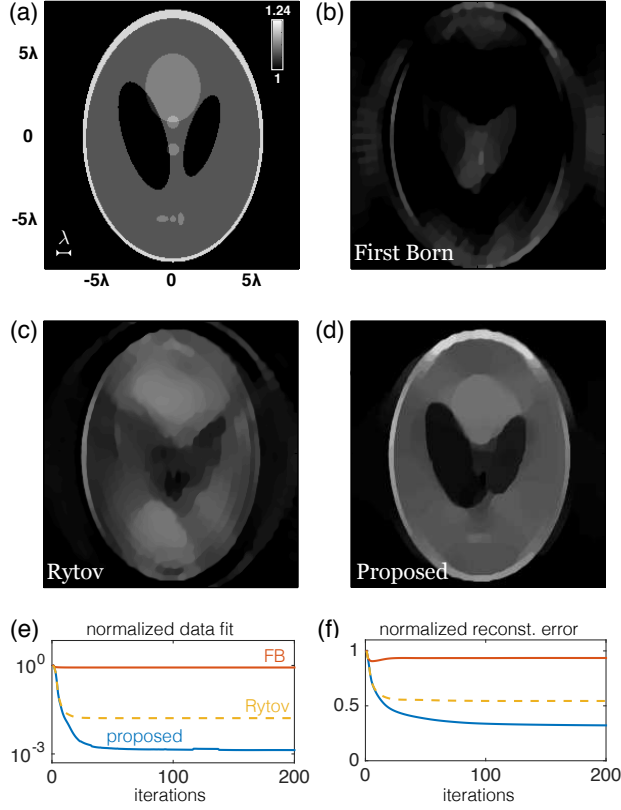 (a)
1.24
1
5λ
0
-5λ
λ
-5λ 0 5λ
(b)
First Born
(c)
Rytov
(d)
Proposed
(e) normalized data fit
10^0
FB
Rytov
proposed
10^-3
0 100 200
iterations
(f) normalized reconst. error
1
0.5
0
0 100 200
iterations